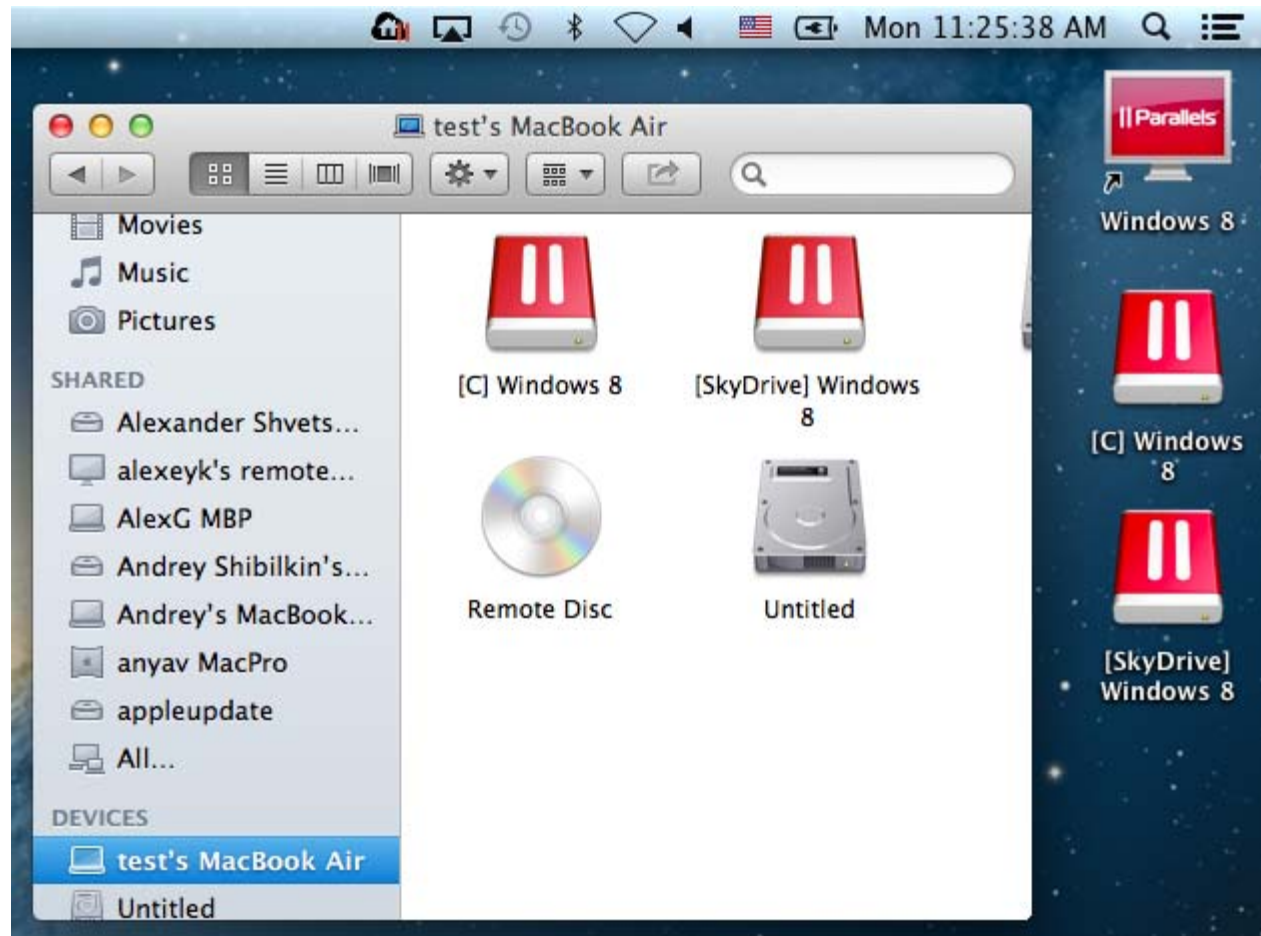 Mon 11:25:38 AM
test's MacBook Air
Movies
Music
Pictures
SHARED
Alexander Shvets...
alexeyk's remote...
AlexG MBP
Andrey Shibilkin's...
Andrey's MacBook...
anyav MacPro
appleupdate
All...
DEVICES
test's MacBook Air
Untitled
[C] Windows 8
[SkyDrive] Windows
8
Remote Disc
Untitled
Parallels
Windows 8
[C] Windows
8
[SkyDrive]
Windows 8